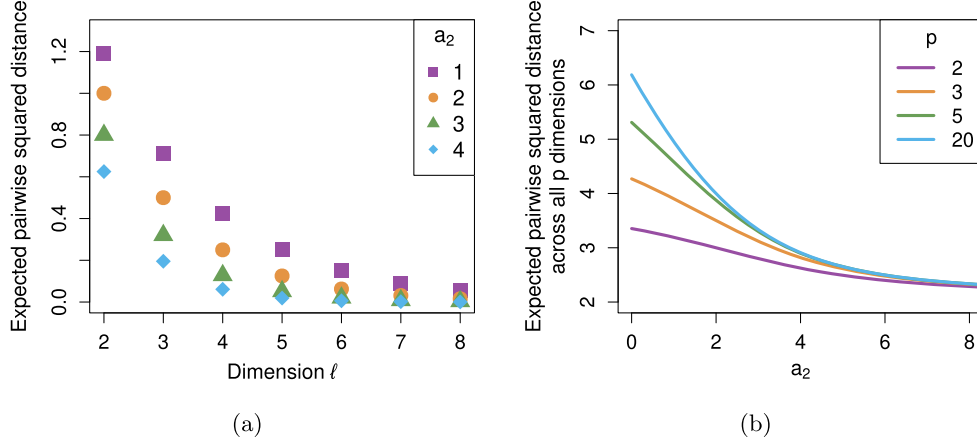 Expected pairwise squared distance
0.0
0.4
0.8
1.2
a2
1
2
3
4
2 3 4 5 6 7 8
Dimension ℓ
(a)
Expected pairwise squared distance
across all p dimensions
2
3
4
5
6
7
p
2
3
5
20
0 2 4 6 8
a2
(b)